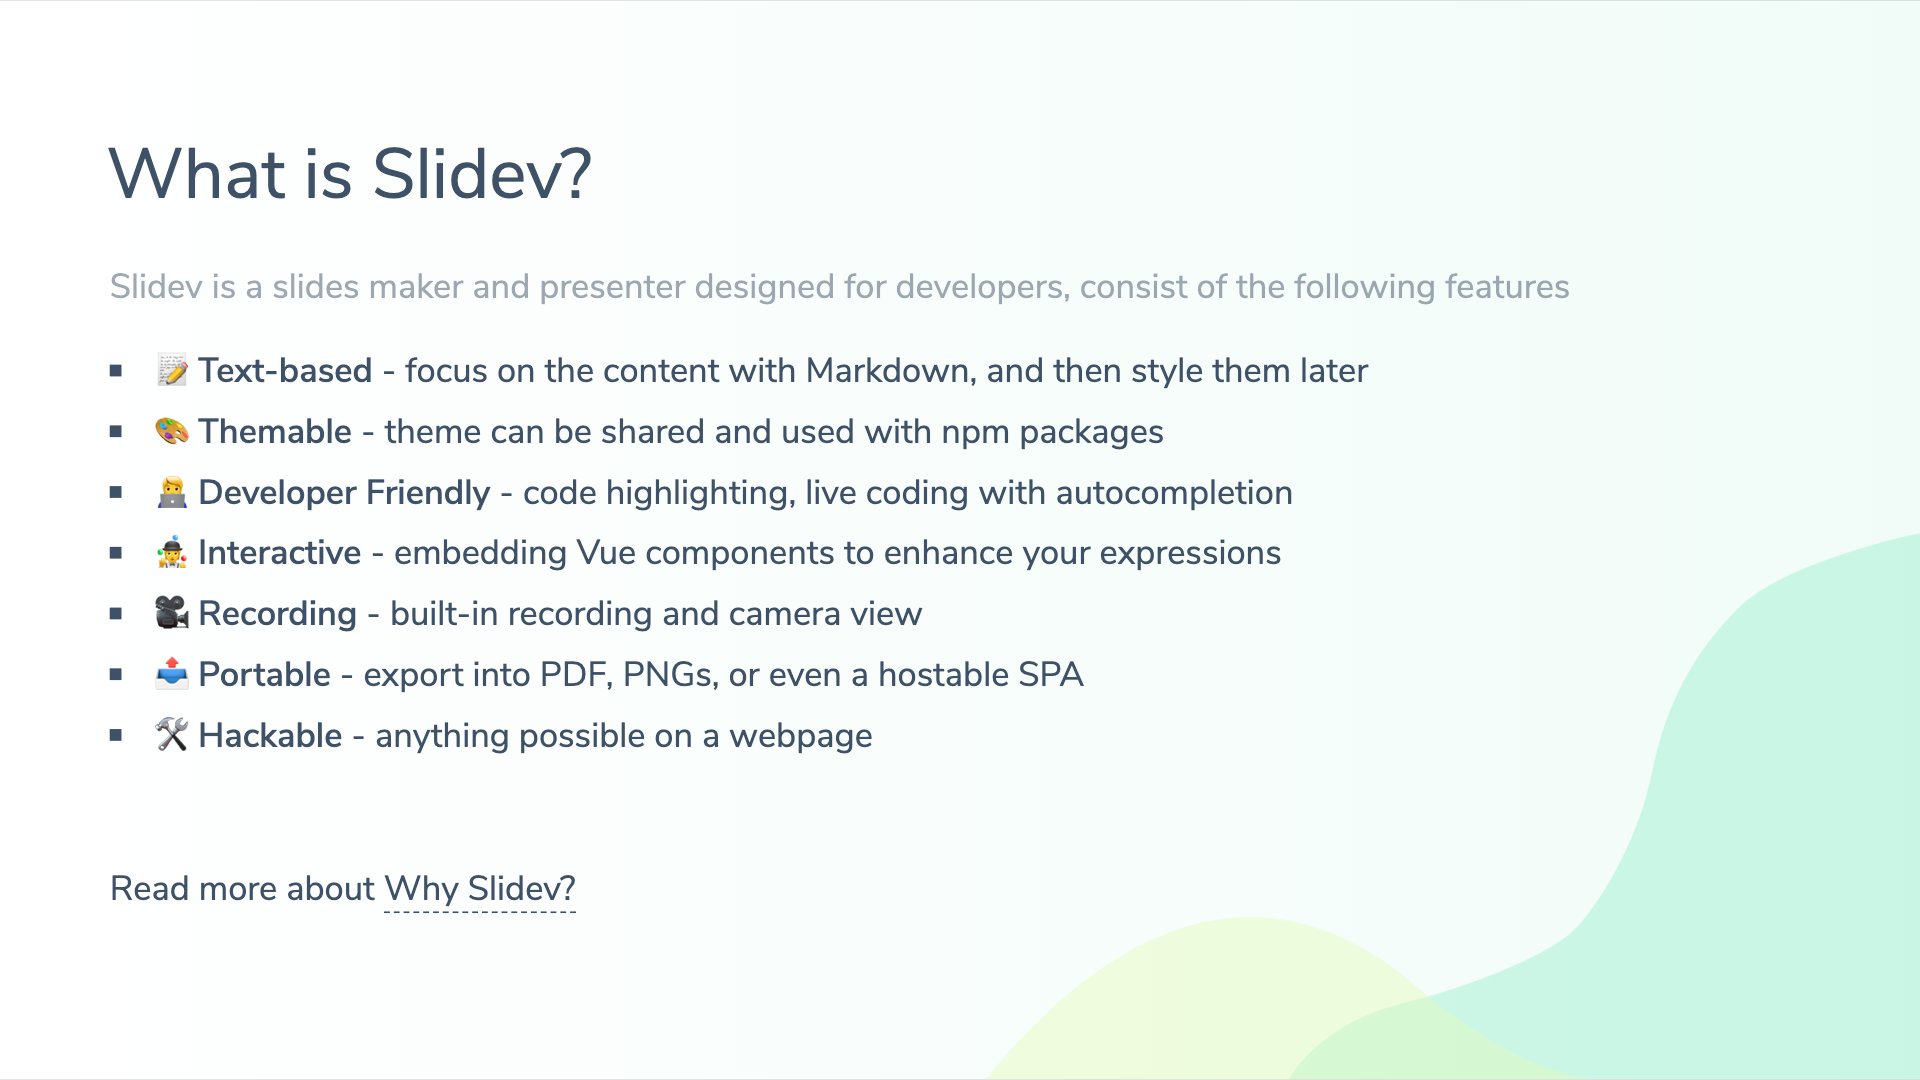 What is Slidev?
Slidev is a slides maker and presenter designed for developers, consist of the following features
▪ 📝 Text-based - focus on the content with Markdown, and then style them later
▪ 🎨 Themable - theme can be shared and used with npm packages
▪ 🧑‍💻 Developer Friendly - code highlighting, live coding with autocompletion
▪ 🤹 Interactive - embedding Vue components to enhance your expressions
▪ 🎥 Recording - built-in recording and camera view
▪ 📤 Portable - export into PDF, PNGs, or even a hostable SPA
▪ 🛠 Hackable - anything possible on a webpage
Read more about Why Slidev?